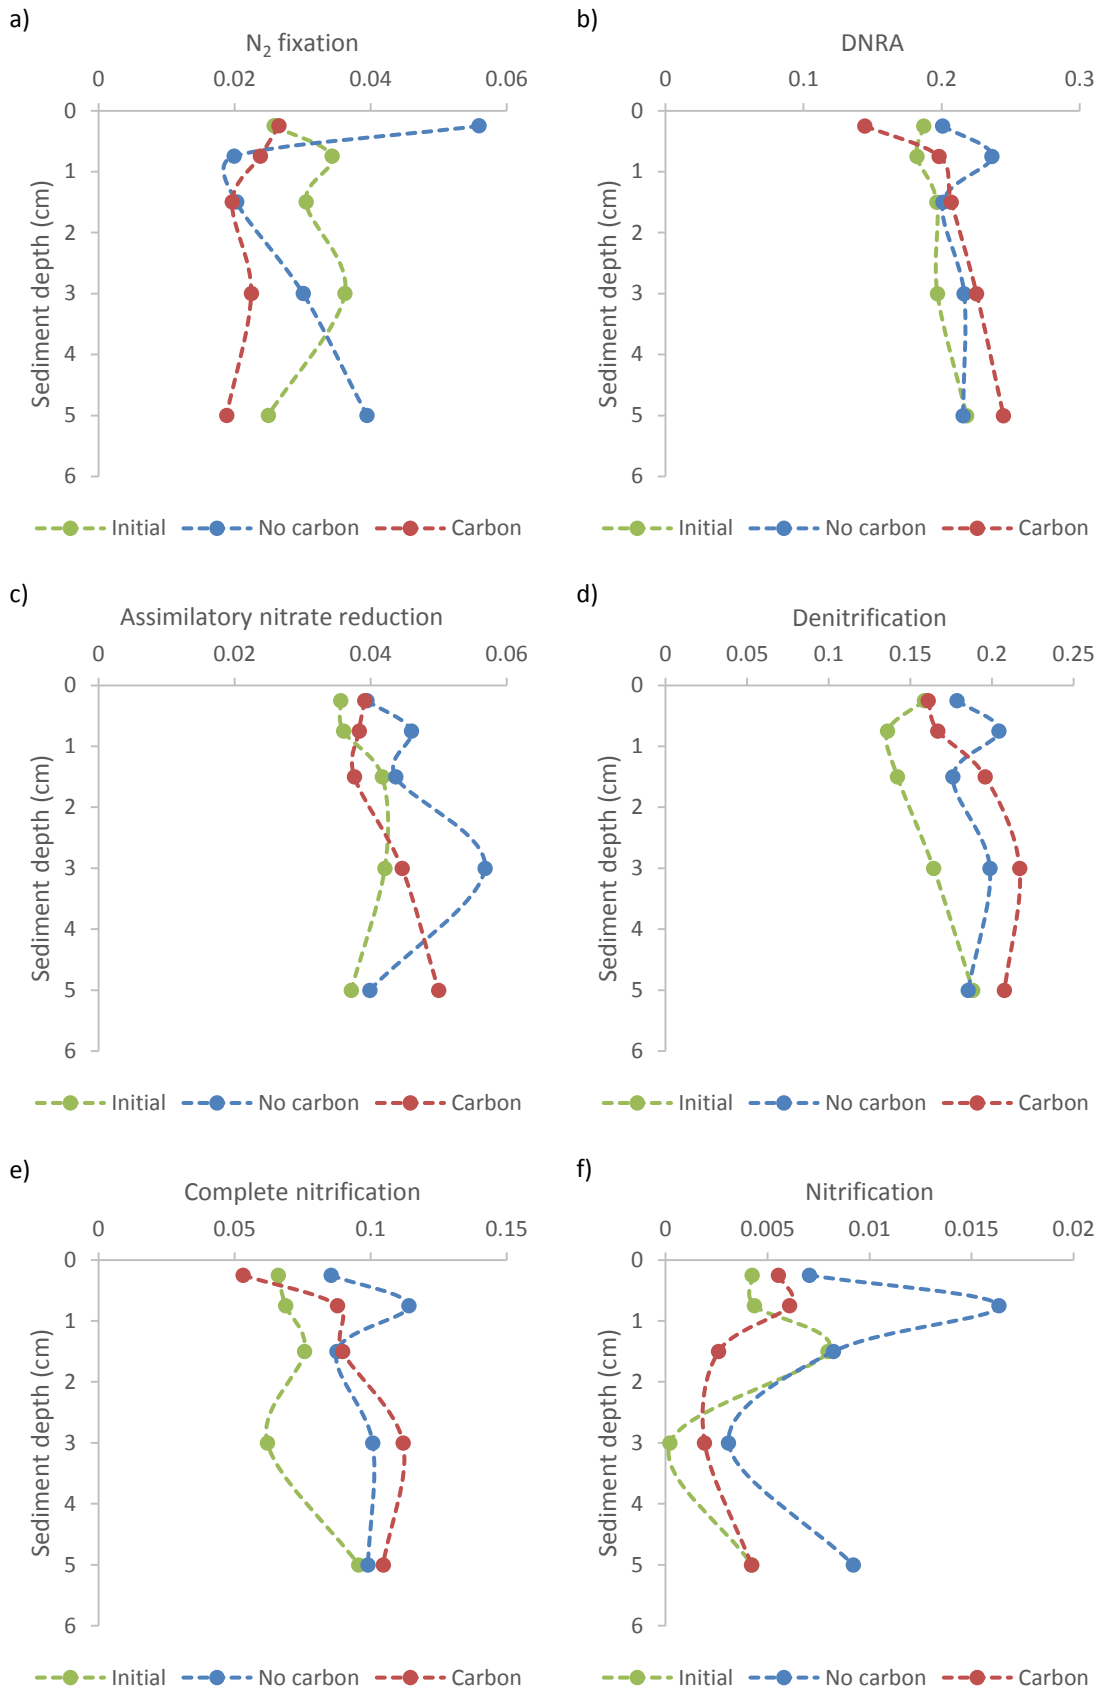 a)
N₂ fixation
0 0.02 0.04 0.06
0
1
2
3
4
5
6
Sediment depth (cm)
Initial No carbon Carbon
b)
DNRA
0 0.1 0.2 0.3
0
1
2
3
4
5
6
Sediment depth (cm)
Initial No carbon Carbon
c)
Assimilatory nitrate reduction
0 0.02 0.04 0.06
0
1
2
3
4
5
6
Sediment depth (cm)
Initial No carbon Carbon
d)
Denitrification
0 0.05 0.1 0.15 0.2 0.25
0
1
2
3
4
5
6
Sediment depth (cm)
Initial No carbon Carbon
e)
Complete nitrification
0 0.05 0.1 0.15
0
1
2
3
4
5
6
Sediment depth (cm)
Initial No carbon Carbon
f)
Nitrification
0 0.005 0.01 0.015 0.02
0
1
2
3
4
5
6
Sediment depth (cm)
Initial No carbon Carbon